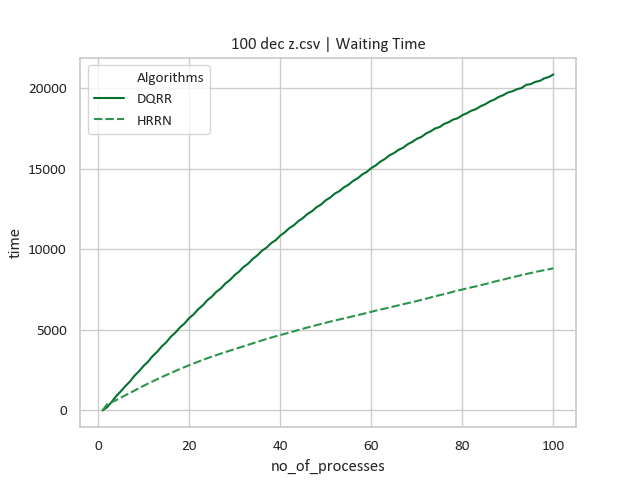 100 dec z.csv | Waiting Time
Algorithms
DQRR
HRRN
time
20000
15000
10000
5000
0
0 20 40 60 80 100
no_of_processes